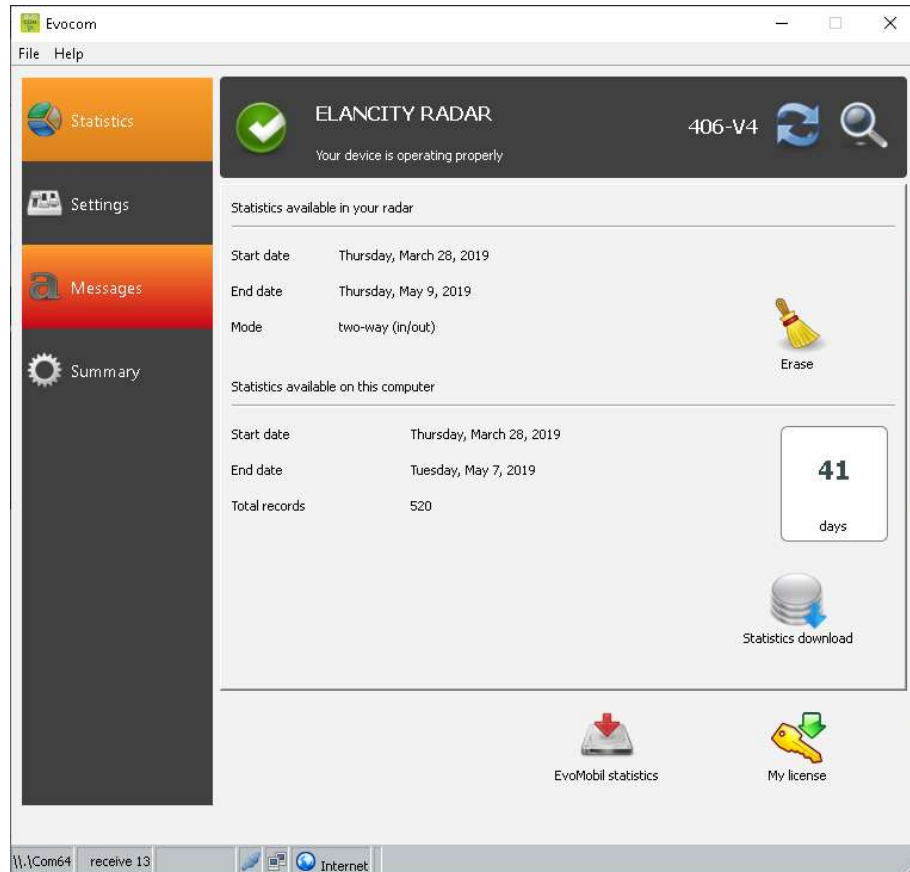 Evocom
File Help
Statistics
Settings
Messages
Summary
ELANCITY RADAR
Your device is operating properly
406-V4
Statistics available in your radar
Start date Thursday, March 28, 2019
End date Thursday, May 9, 2019
Mode two-way (in/out)
Erase
Statistics available on this computer
Start date Thursday, March 28, 2019
End date Tuesday, May 7, 2019
Total records 520
41
days
Statistics download
EvoMobil statistics
My license
\\.\Com64 receive 13 Internet